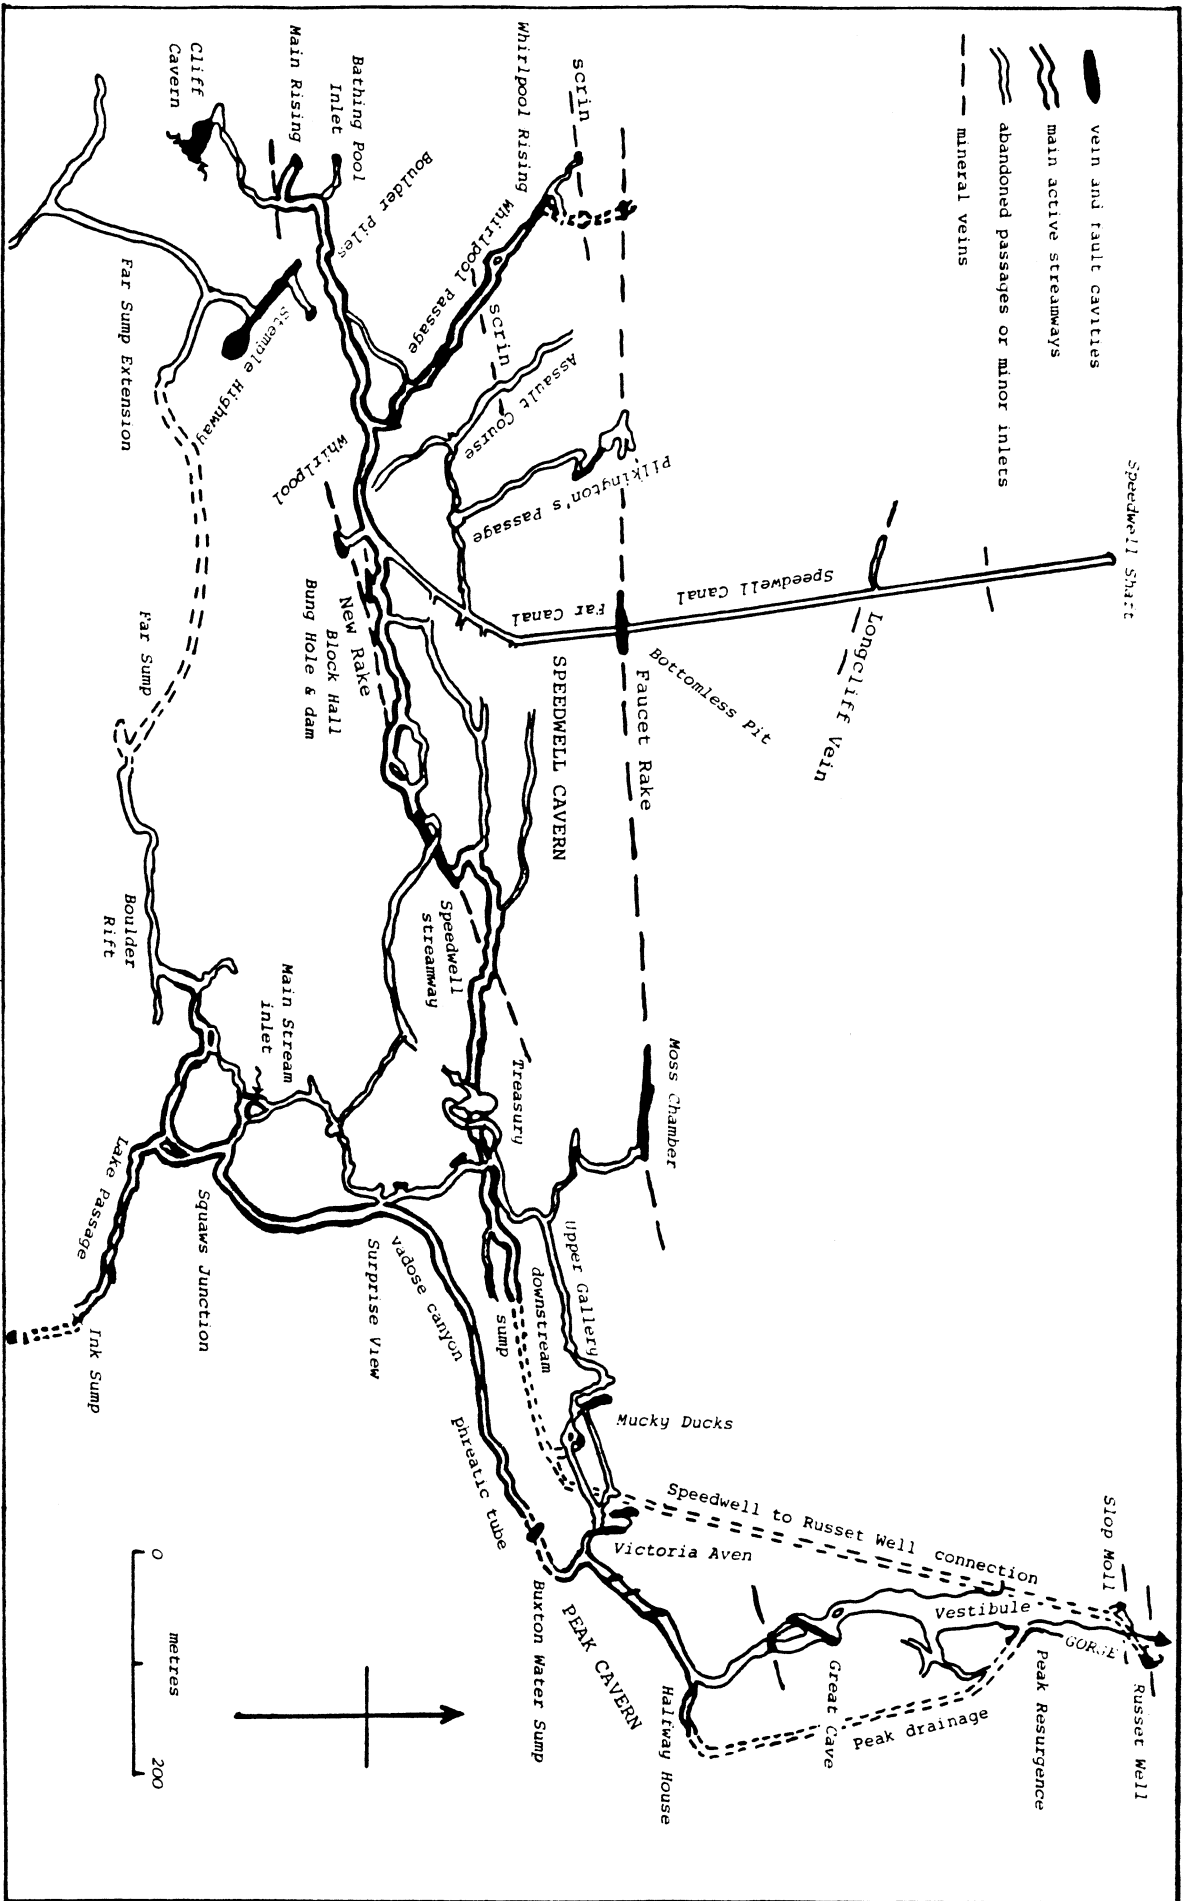 vein and fault cavities
main active streamways
abandoned passages or minor inlets
mineral veins
Speedwell Shaft
Slop Moll
Russet Well
GORGE
Vestibule
Peak Resurgence
Speedwell to Russet Well connection
Peak drainage
Great Cave
Longcliff Vein
Speedwell Canal
Bottomless Pit
Far Canal
Faucet Rake
Moss Chamber
Mucky Ducks
Victoria Aven
Halfway House
scrin
Whirlpool Rising
Pilkington's Passage
Assault Course
scrin
Whirlpool Passage
SPEEDWELL CAVERN
Upper Gallery
downstream
sump
Treasury
PEAK CAVERN
Buxton Water Sump
phreatic tube
vadose canyon
Surprise View
Speedwell
streamway
Boulder Piles
Bathing Pool
Inlet
Main Rising
Cliff
Cavern
Whirlpool
New Rake
Block Hall
Bung Hole & dam
Stemple Highway
Far Sump Extension
Far Sump
Boulder
Rift
Main Stream
inlet
Squaws Junction
Lake Passage
Ink Sump
0
200
metres